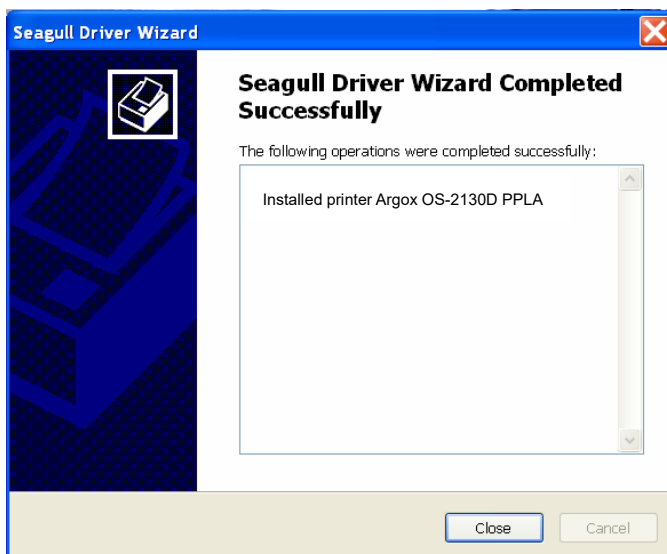 Seagull Driver Wizard
Seagull Driver Wizard Completed
Successfully
The following operations were completed successfully:
Installed printer Argox OS-2130D PPLA
Close
Cancel